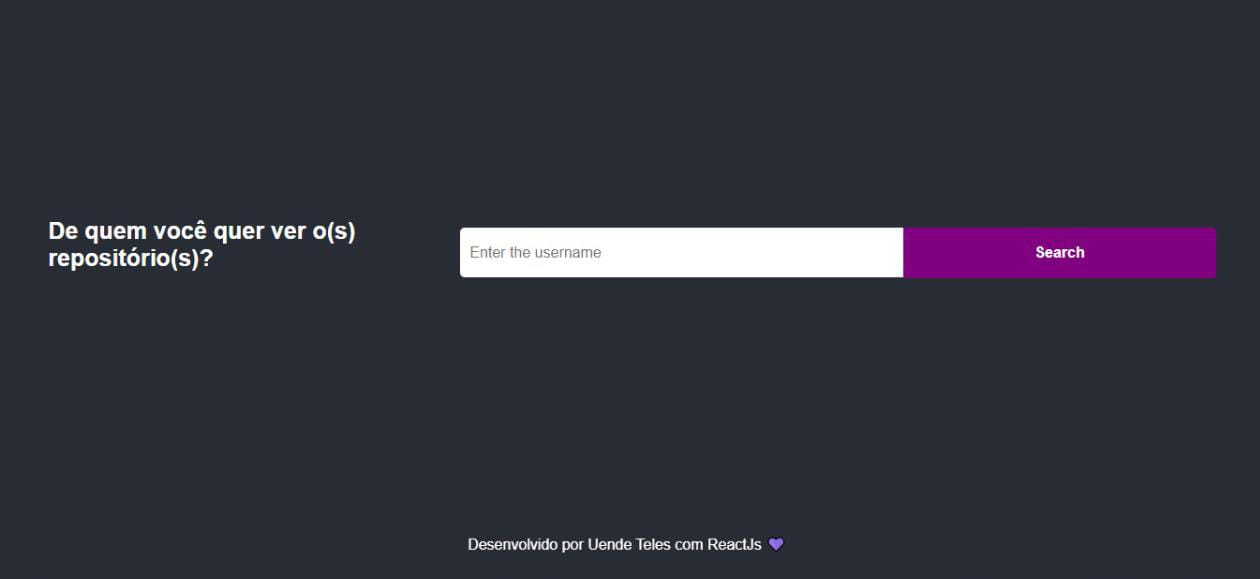 De quem você quer ver o(s)
repositório(s)?
Enter the username
Search
Desenvolvido por Uende Teles com ReactJs 💜